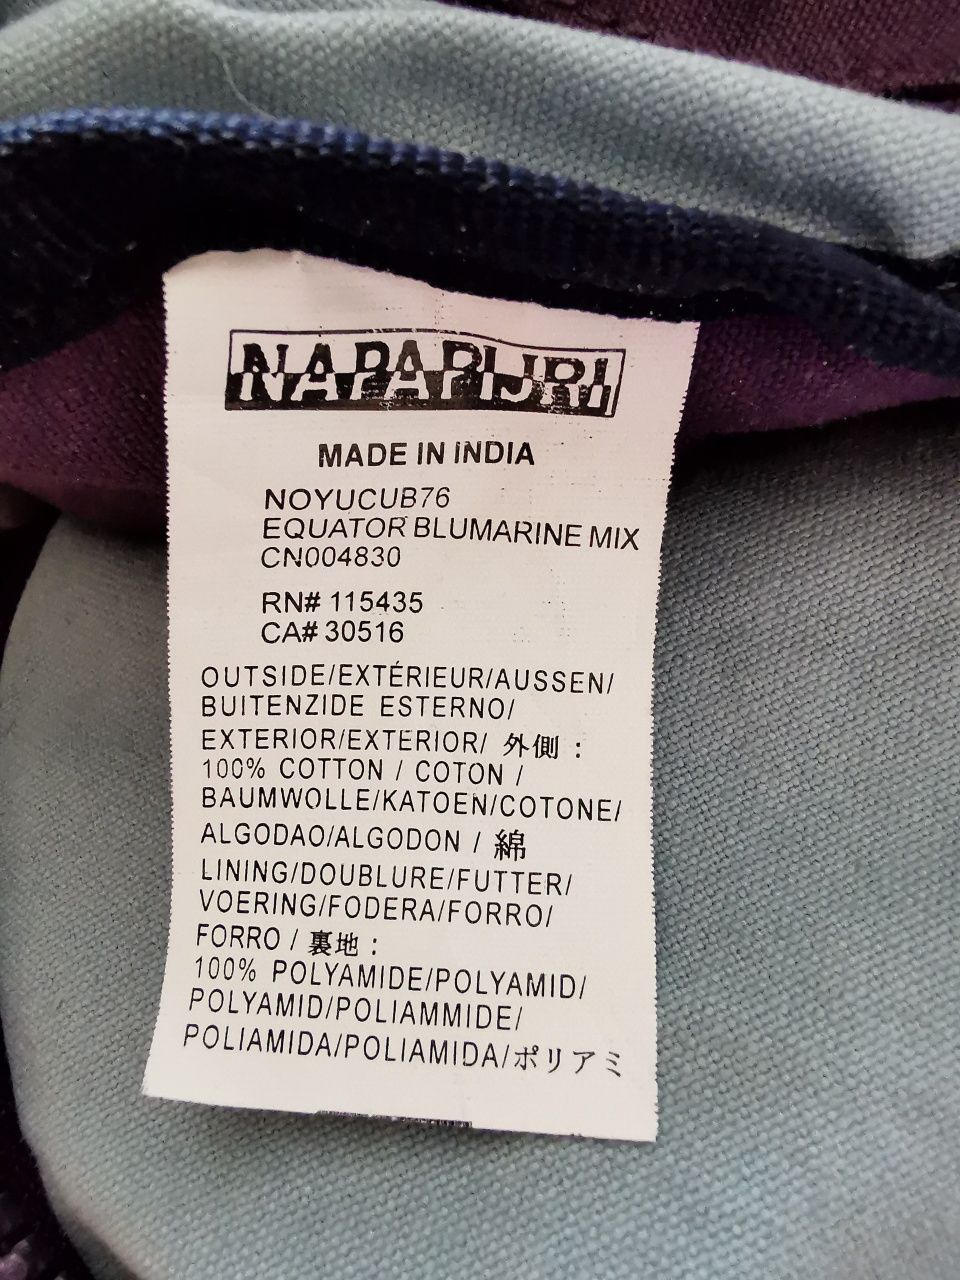 NAPAPIJRI
MADE IN INDIA
NOYUCUB76
EQUATOR BLUMARINE MIX
CN004830
RN# 115435
CA# 30516
OUTSIDE/EXTÉRIEUR/AUSSEN/
BUITENZIDE ESTERNO/
EXTERIOR/EXTERIOR/ 外側 :
100% COTTON / COTON /
BAUMWOLLE/KATOEN/COTONE/
ALGODAO/ALGODON / 綿
LINING/DOUBLURE/FUTTER/
VOERING/FODERA/FORRO/
FORRO / 裏地 :
100% POLYAMIDE/POLYAMID/
POLYAMID/POLIAMMIDE/
POLIAMIDA/POLIAMIDA/ポリアミ